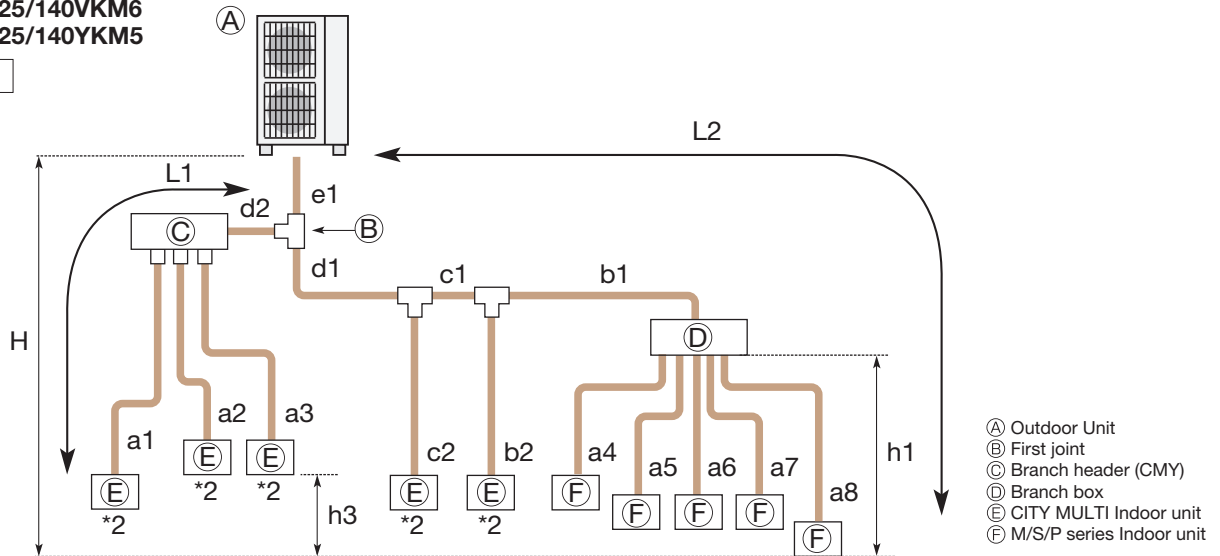 25/140VKM6
25/140YKM5
A
L2
L1
e1
d2
C
B
d1
c1
b1
H
D
a1
a2
a3
c2
b2
a4
a5
a6
a7
a8
h1
E
E
E
E
E
F
F
F
F
F
*2
*2
*2
*2
*2
h3
A Outdoor Unit
B First joint
C Branch header (CMY)
D Branch box
E CITY MULTI Indoor unit
F M/S/P series Indoor unit